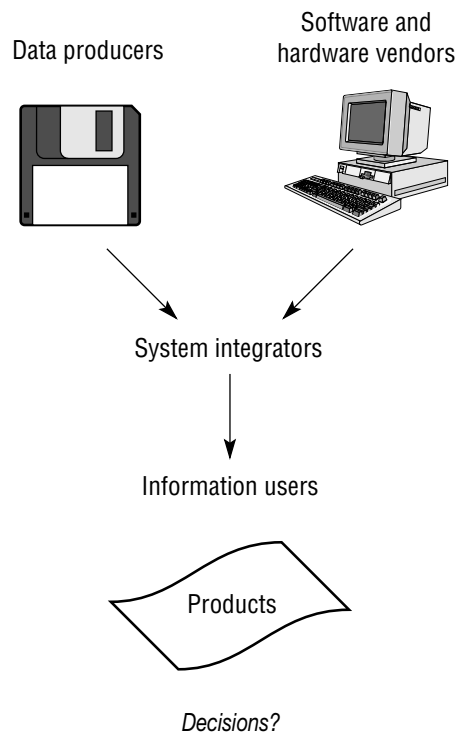 Data producers
Software and
hardware vendors
System integrators
Information users
Products
Decisions?